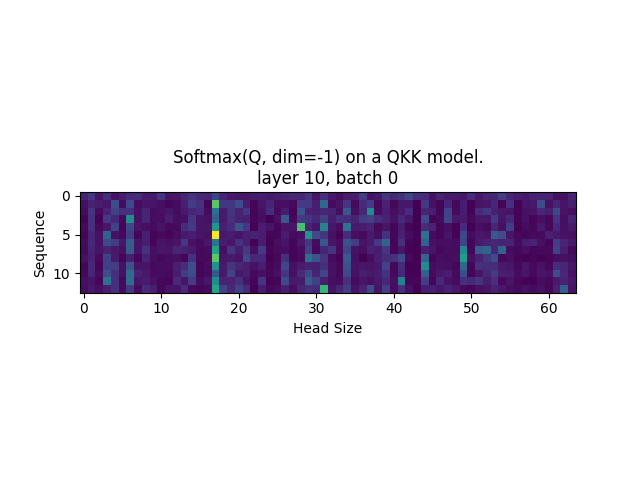 Softmax(Q, dim=-1) on a QKK model.
layer 10, batch 0
0
5
10
Sequence
0 10 20 30 40 50 60
Head Size